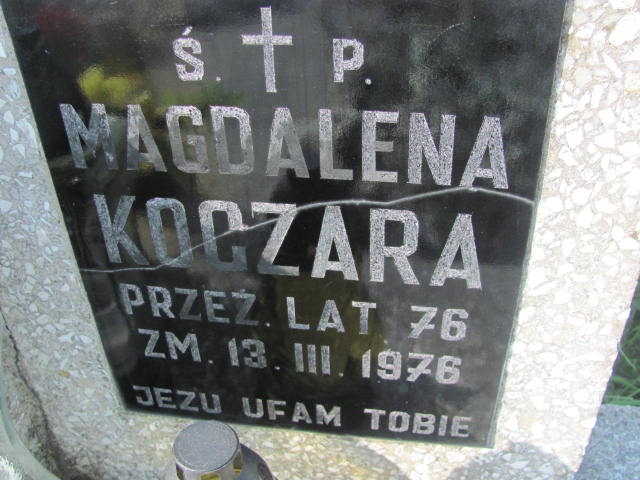 Ś. P.
MAGDALENA
KOCZARA
PRZEŻ. LAT. 76
ZM. 13. III. 1976
JEZU UFAM TOBIE